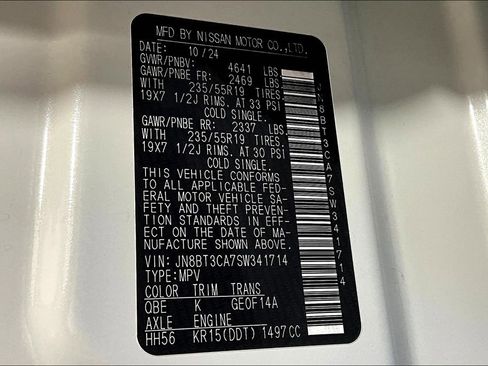 MFD BY NISSAN MOTOR CO.,LTD.
DATE: 10/24
GVWR/PNBV: 4641 LBS
GAWR/PNBE FR: 2469 LBS
WITH 235/55R19 TIRES
19X7 1/2J RIMS. AT 33 PSI
COLD SINGLE.
GAWR/PNBE RR: 2337 LBS
WITH 235/55R19 TIRES
19X7 1/2J RIMS. AT 30 PSI
COLD SINGLE.
THIS VEHICLE CONFORMS
TO ALL APPLICABLE FED-
ERAL MOTOR VEHICLE SA-
FETY AND THEFT PREVEN-
TION STANDARDS IN EFF-
ECT ON THE DATE OF MA-
NUFACTURE SHOWN ABOVE.
VIN: JN8BT3CA7SW341714
TYPE:MPV
COLOR TRIM TRANS
QBE K GE0F14A
AXLE ENGINE
HH56 KR15(DDT) 1497CC
JN8BT3CA7SW341714